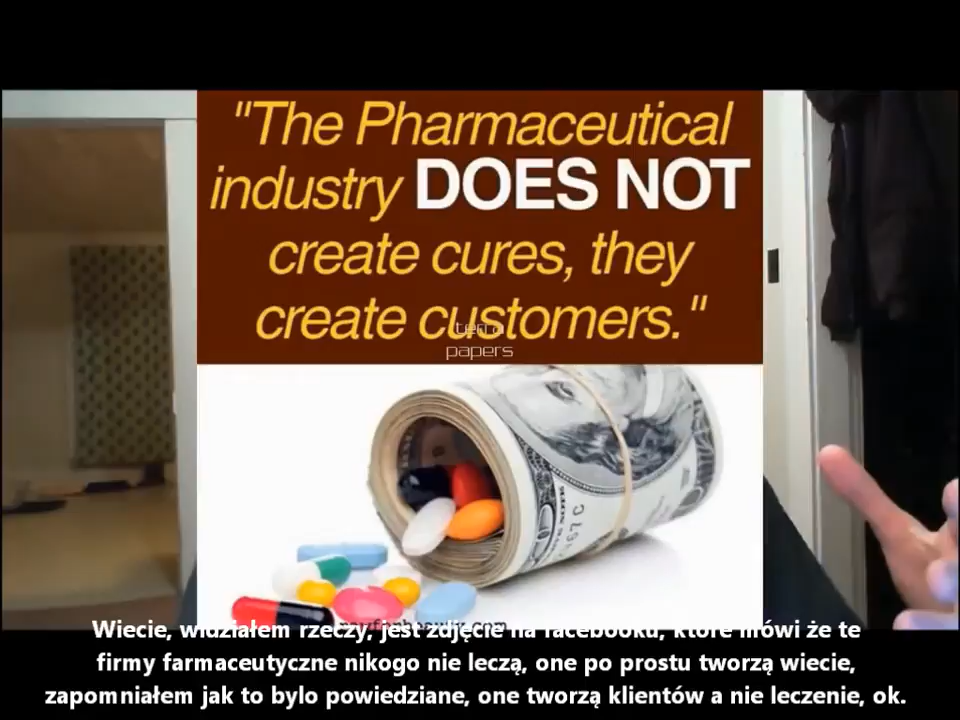 "The Pharmaceutical
industry DOES NOT
create cures, they
create customers."
terra
papers
767 C
Wiecie, widziałem rzeczy, jest zdjęcie na facebooku, które mówi że te
firmy farmaceutyczne nikogo nie leczą, one po prostu tworzą wiecie,
zapomniałem jak to bylo powiedziane, one tworzą klientów a nie leczenie, ok.